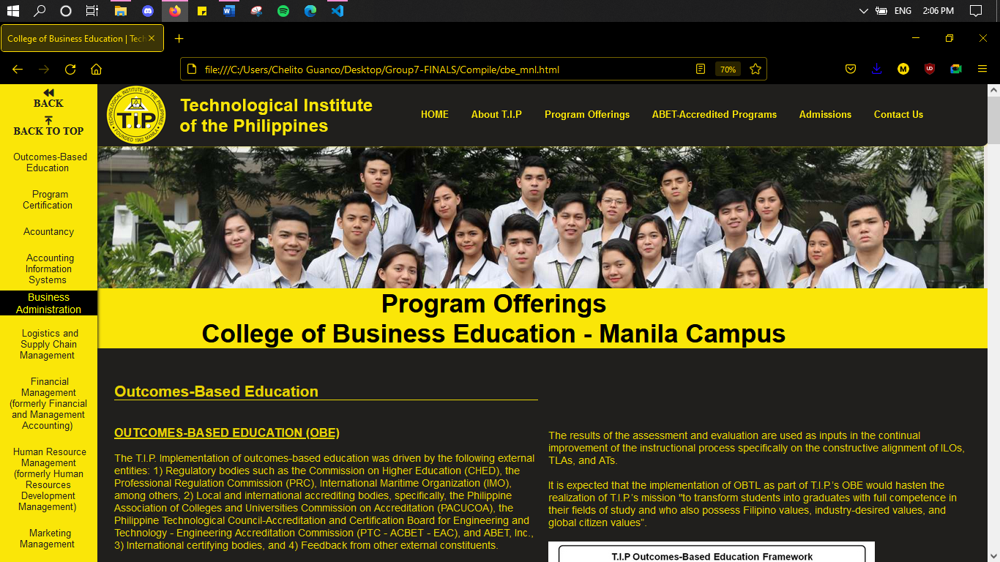 ENG 2:06 PM
College of Business Education | Tech
file:///C:/Users/Chelito Guanco/Desktop/Group7-FINALS/Compile/cbe_mnl.html
70%
BACK
BACK TO TOP
Outcomes-Based
Education
Program
Certification
Acountancy
Accounting
Information
Systems
Business
Administration
Logistics and
Supply Chain
Management
Financial
Management
(formerly Financial
and Management
Accounting)
Human Resource
Management
(formerly Human
Resources
Development
Management)
Marketing
Management
TECHNOLOGICAL INSTITUTE OF THE PHILIPPINES
T.I.P
FOUNDED 1962 MANILA
Technological Institute
of the Philippines
HOME About T.I.P Program Offerings ABET-Accredited Programs Admissions Contact Us
Program Offerings
College of Business Education - Manila Campus
Outcomes-Based Education
OUTCOMES-BASED EDUCATION (OBE)
The T.I.P. Implementation of outcomes-based education was driven by the following external
entities: 1) Regulatory bodies such as the Commission on Higher Education (CHED), the
Professional Regulation Commission (PRC), International Maritime Organization (IMO),
among others, 2) Local and international accrediting bodies, specifically, the Philippine
Association of Colleges and Universities Commission on Accreditation (PACUCOA), the
Philippine Technological Council-Accreditation and Certification Board for Engineering and
Technology - Engineering Accreditation Commission (PTC - ACBET - EAC), and ABET, Inc.,
3) International certifying bodies, and 4) Feedback from other external constituents.
The results of the assessment and evaluation are used as inputs in the continual
improvement of the instructional process specifically on the constructive alignment of ILOs,
TLAs, and ATs.
It is expected that the implementation of OBTL as part of T.I.P.’s OBE would hasten the
realization of T.I.P.’s mission "to transform students into graduates with full competence in
their fields of study and who also possess Filipino values, industry-desired values, and
global citizen values”.
T.I.P Outcomes-Based Education Framework